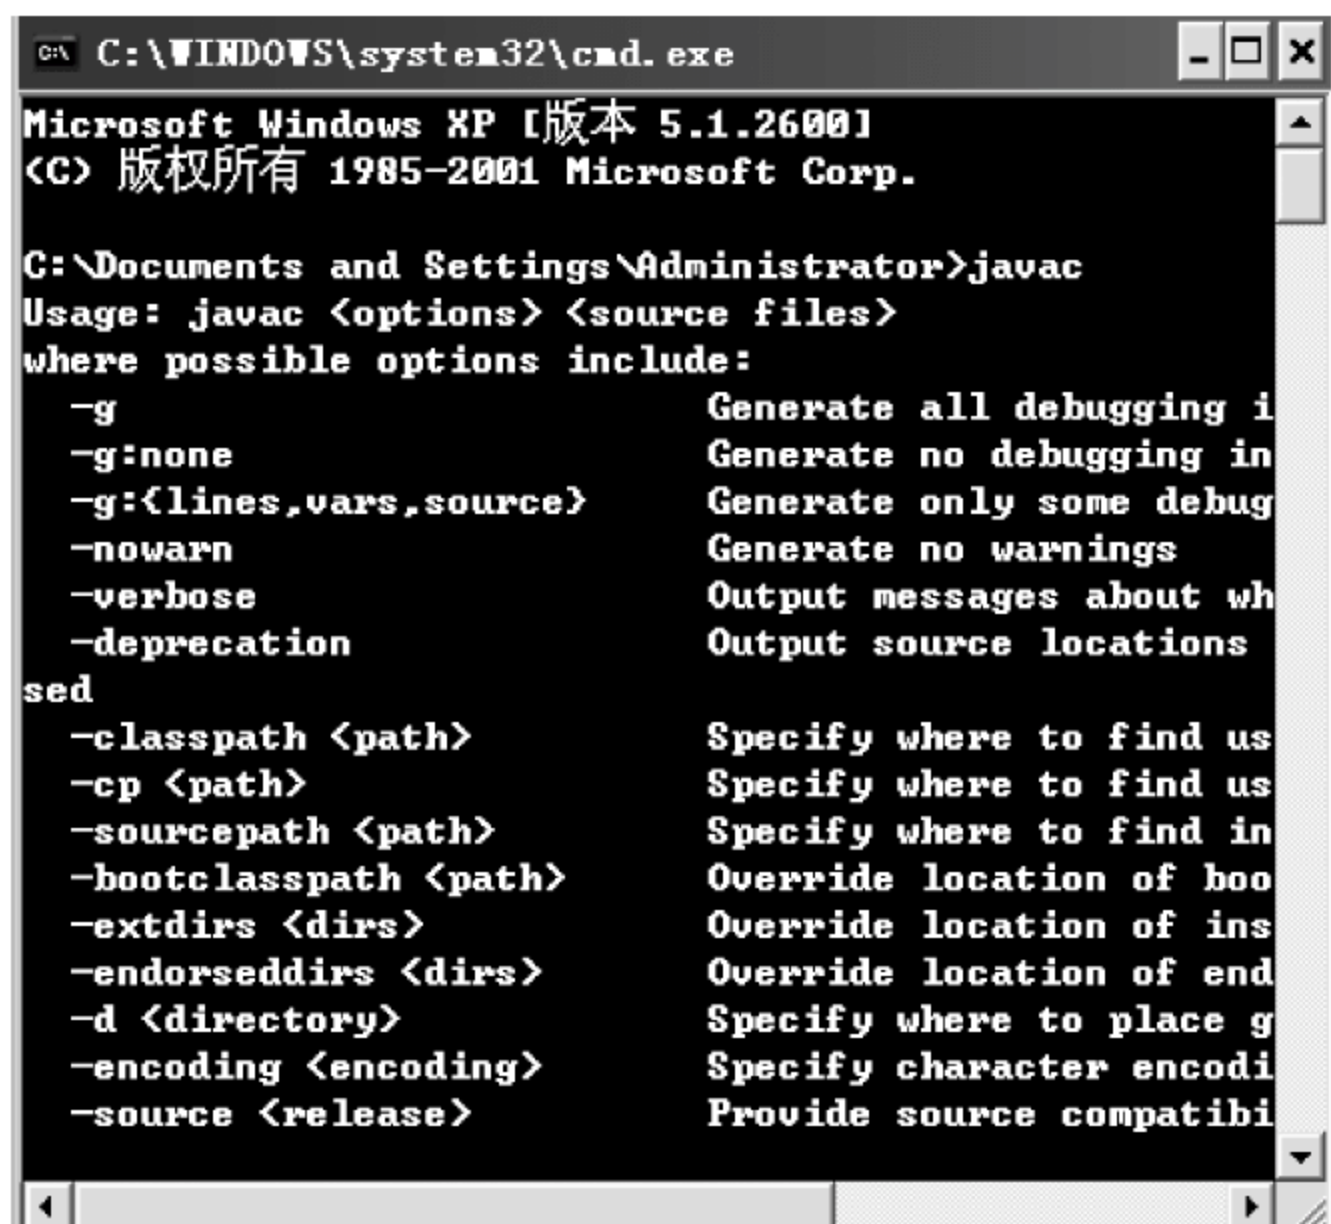 C:\WINDOWS\system32\cmd.exe
Microsoft Windows XP [版本 5.1.2600]
(C) 版权所有 1985-2001 Microsoft Corp.
C:\Documents and Settings\Administrator>javac
Usage: javac <options> <source files>
where possible options include:
-g Generate all debugging i
-g:none Generate no debugging in
-g:{lines,vars,source} Generate only some debug
-nowarn Generate no warnings
-verbose Output messages about wh
-deprecation Output source locations
sed
-classpath <path> Specify where to find us
-cp <path> Specify where to find us
-sourcepath <path> Specify where to find in
-bootclasspath <path> Override location of boo
-extdirs <dirs> Override location of ins
-endorseddirs <dirs> Override location of end
-d <directory> Specify where to place g
-encoding <encoding> Specify character encodi
-source <release> Provide source compatibi